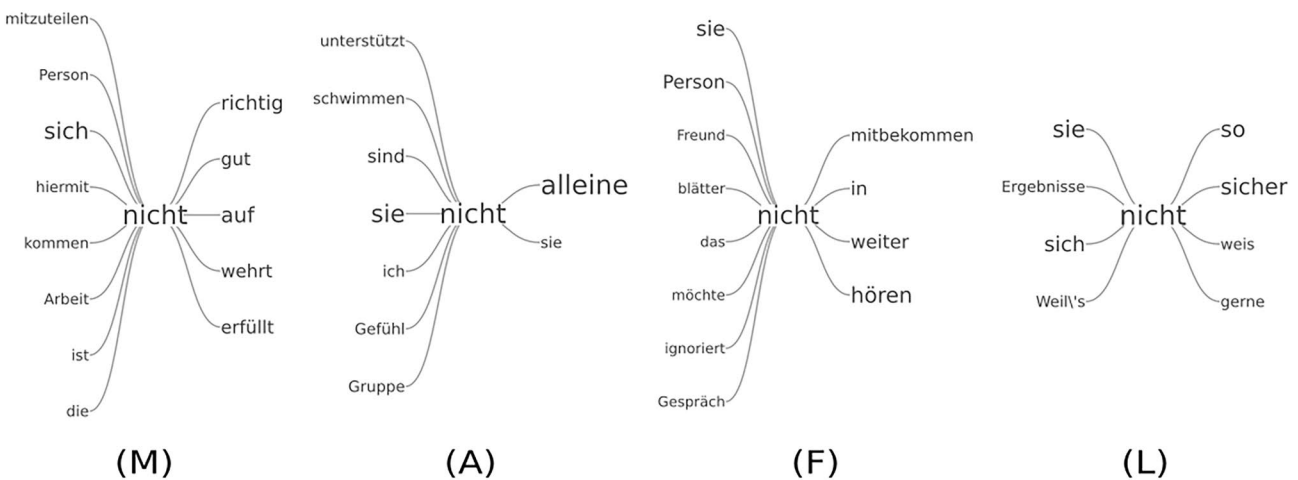 mitzuteilen
Person
sich
hiermit
kommen
Arbeit
ist
die
nicht
richtig
gut
auf
wehrt
erfüllt
(M)
unterstützt
schwimmen
sind
sie
ich
Gefühl
Gruppe
nicht
alleine
sie
(A)
sie
Person
Freund
blätter
das
möchte
ignoriert
Gespräch
nicht
mitbekommen
in
weiter
hören
(F)
sie
Ergebnisse
sich
Weil\'s
nicht
so
sicher
weis
gerne
(L)